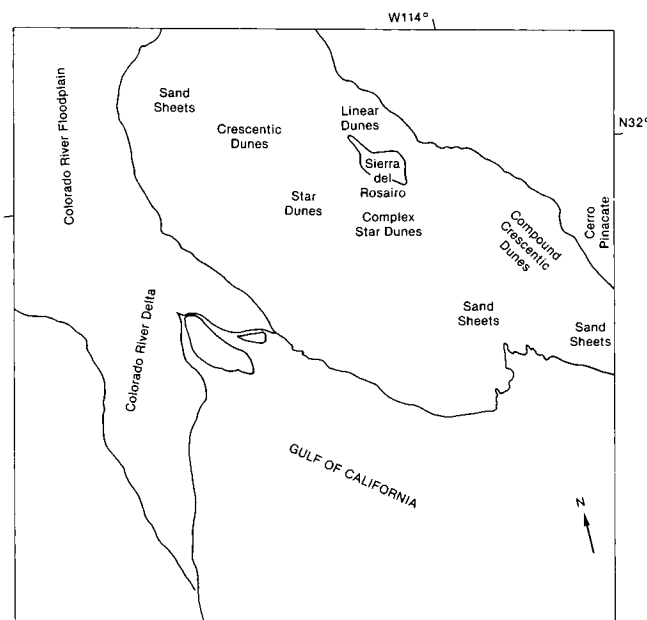 W114°
N32°
Colorado River Floodplain
Sand
Sheets
Crescentic
Dunes
Linear
Dunes
Sierra
del
Rosairo
Star
Dunes
Complex
Star Dunes
Compound
Crescentic
Dunes
Cerro
Pinacate
Sand
Sheets
Sand
Sheets
Colorado River Delta
GULF OF CALIFORNIA
N